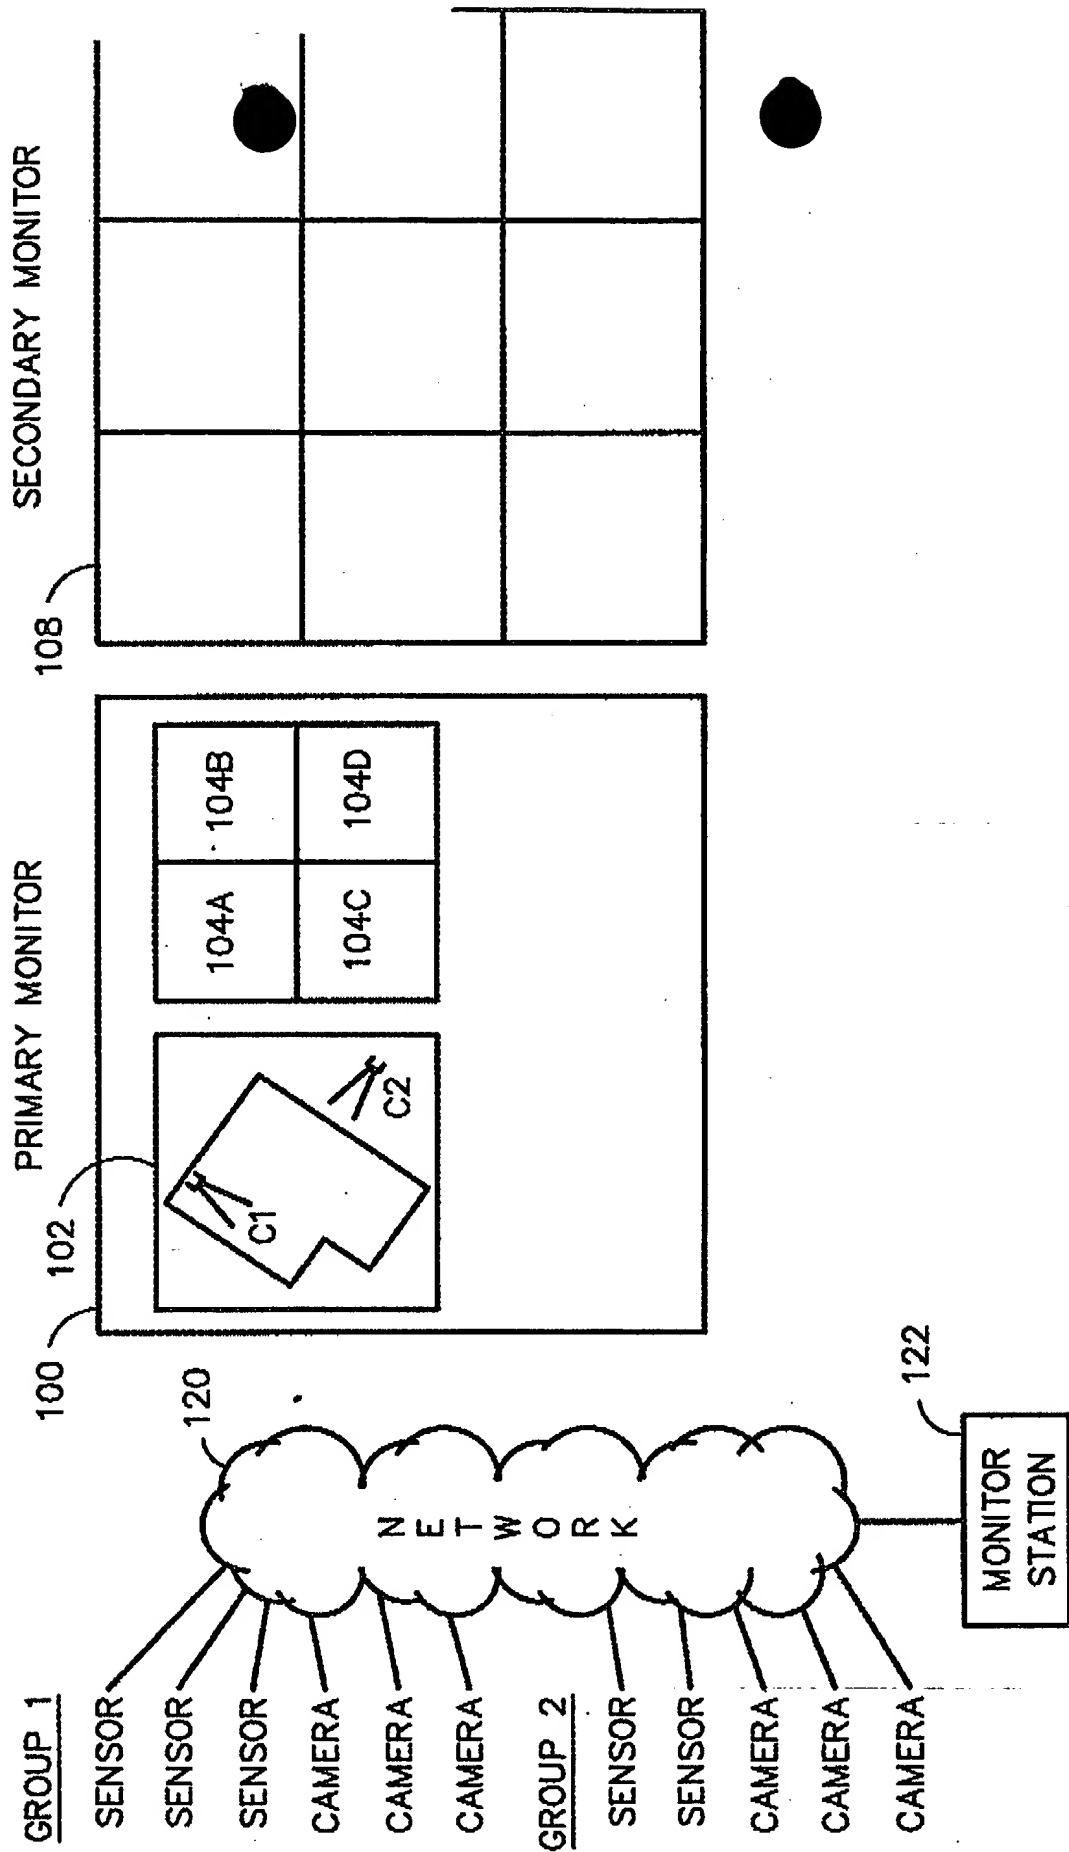 GROUP 1
SENSOR
SENSOR
SENSOR
CAMERA
CAMERA
CAMERA
GROUP 2
SENSOR
SENSOR
CAMERA
CAMERA
CAMERA
NETWORK
120
MONITOR
STATION
122
PRIMARY MONITOR
100
102
C1
C2
104A
104B
104C
104D
SECONDARY MONITOR
108